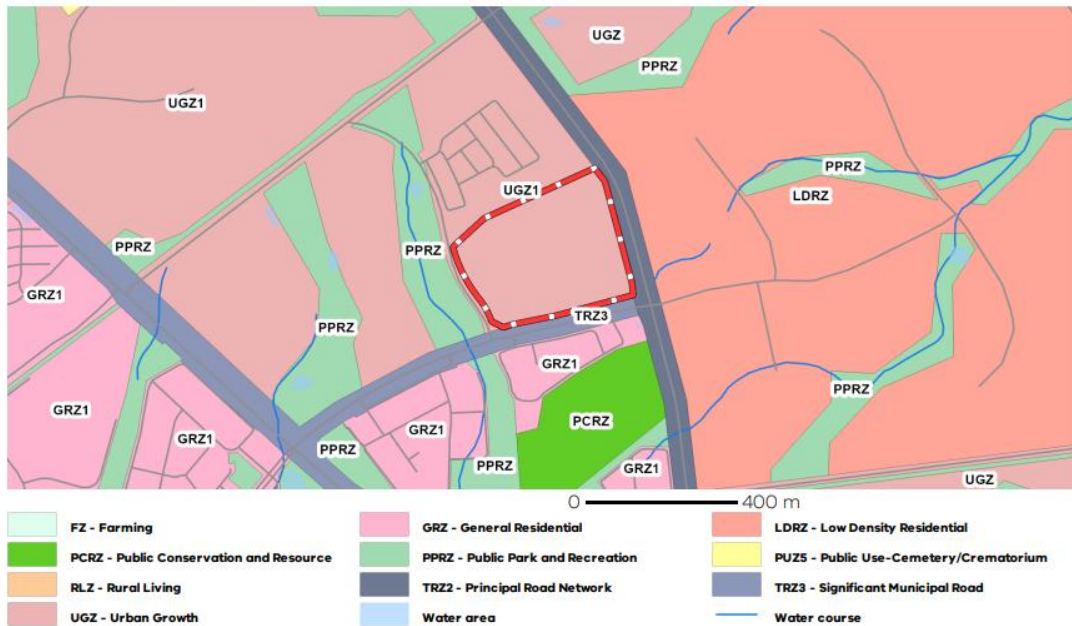 UGZ
PPRZ
UGZ1
PPRZ
UGZ1
LDRZ
PPRZ
PPRZ
GRZ1
TRZ3
PPRZ
GRZ1
PPRZ
GRZ1
PCRZ
GRZ1
GRZ1
PPRZ
PPRZ
GRZ1
UGZ
0 400 m
FZ - Farming
GRZ - General Residential
LDRZ - Low Density Residential
PCRZ - Public Conservation and Resource
PPRZ - Public Park and Recreation
PUZ5 - Public Use-Cemetery/Crematorium
RLZ - Rural Living
TRZ2 - Principal Road Network
TRZ3 - Significant Municipal Road
UGZ - Urban Growth
Water area
Water course